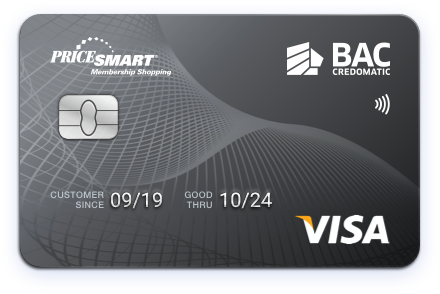 PRICESMART®
Membership Shopping
BAC
CREDOMATIC
CUSTOMER SINCE 09/19
GOOD THRU 10/24
VISA